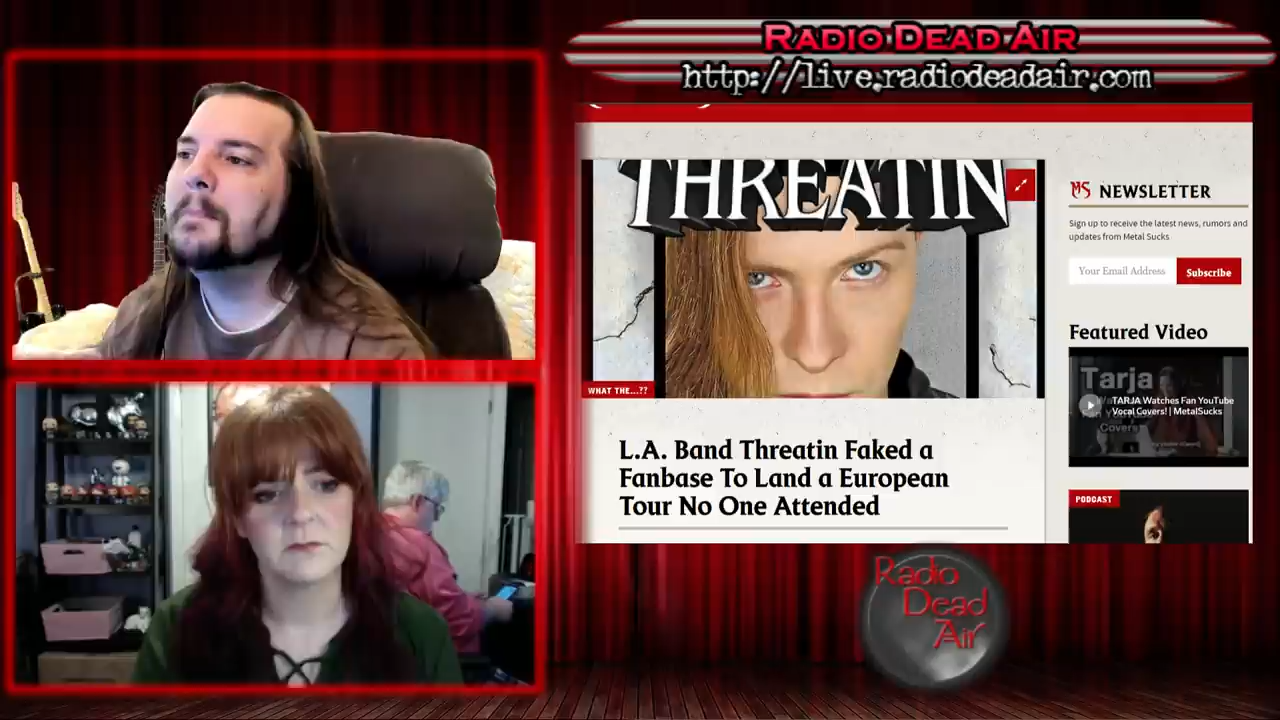 RADIO DEAD AIR
http://live.radiodeadair.com
THREATIN
WHAT THE...??
L.A. Band Threatin Faked a
Fanbase To Land a European
Tour No One Attended
MS NEWSLETTER
Sign up to receive the latest news, rumors and
updates from Metal Sucks
Your Email Address
Subscribe
Featured Video
Tarja
TARJA Watches Fan YouTube
Vocal Covers! | MetalSucks
Covers
PODCAST
Radio
Dead
Air